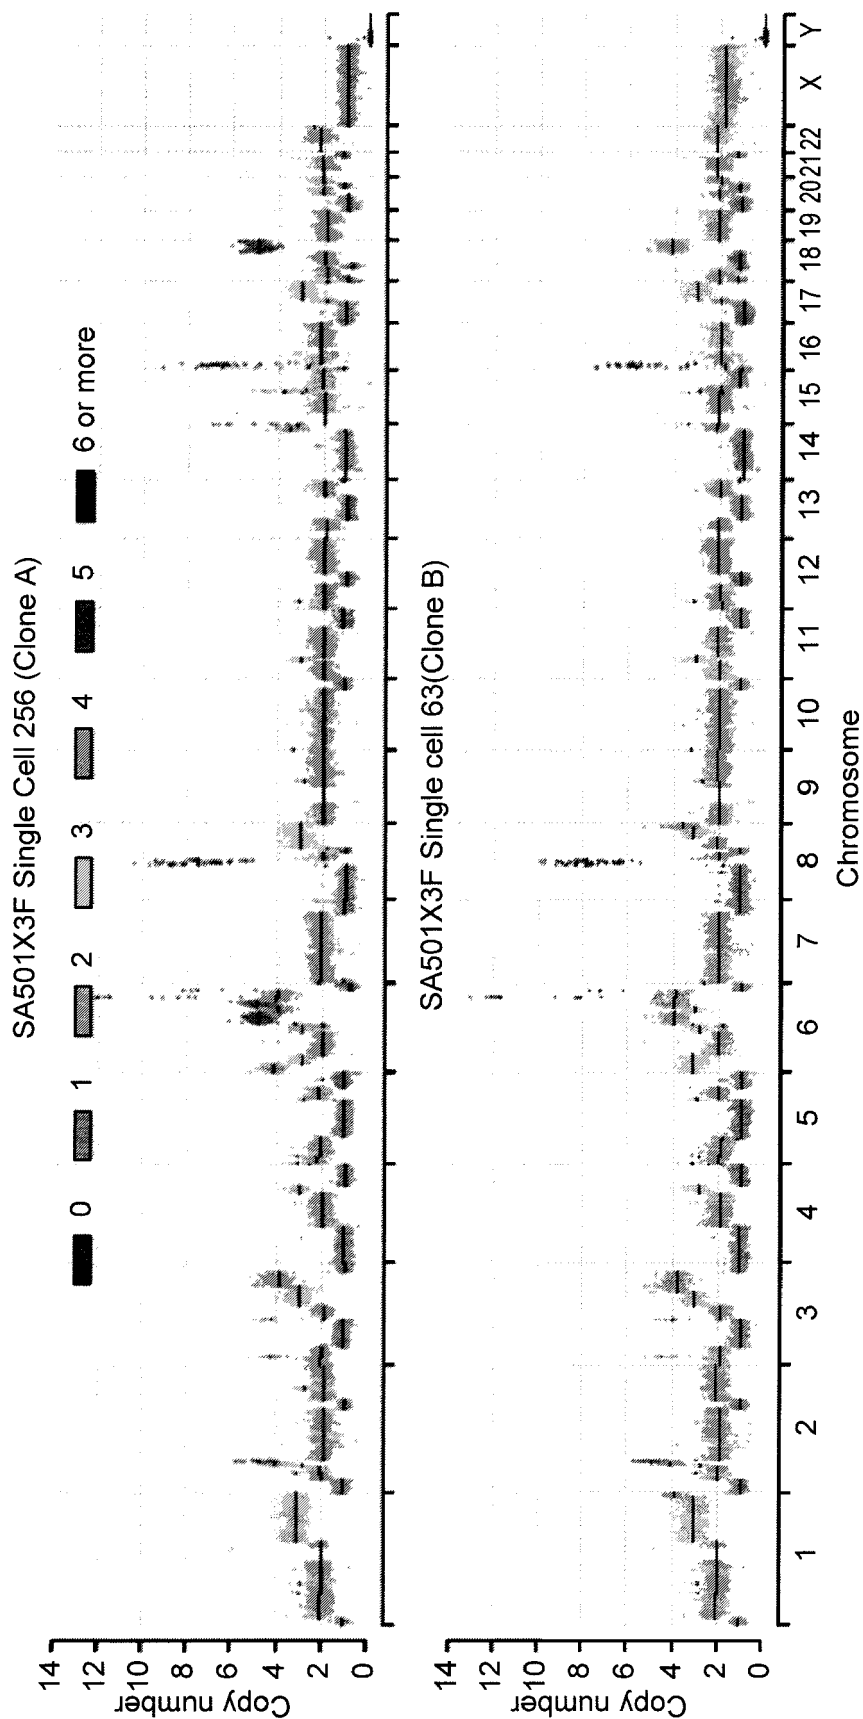 SA501X3F Single Cell 256 (Clone A)
0 1 2 3 4 5 6 or more
14
12
10
8
6
4
2
0
Copy number
SA501X3F Single cell 63(Clone B)
14
12
10
8
6
4
2
0
Copy number
1 2 3 4 5 6 7 8 9 10 11 12 13 14 15 16 17 18 19 20 21 22 X Y
Chromosome